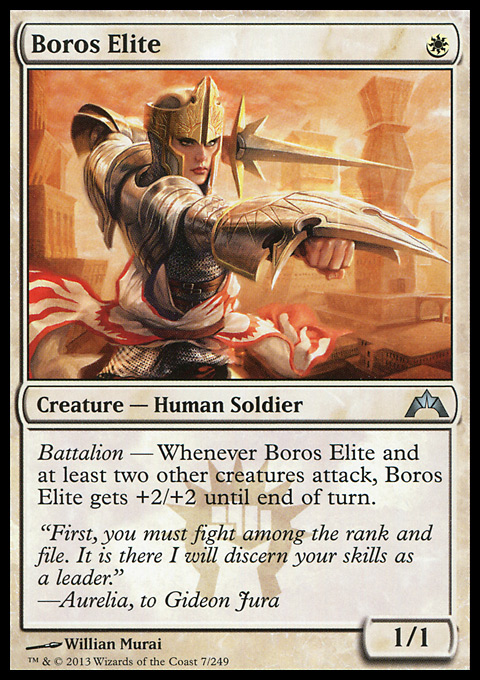 Boros Elite
Creature — Human Soldier
Battalion — Whenever Boros Elite and
at least two other creatures attack, Boros
Elite gets +2/+2 until end of turn.
“First, you must fight among the rank and
file. It is there I will discern your skills as
a leader.”
—Aurelia, to Gideon Jura
Willian Murai
1/1
™ & © 2013 Wizards of the Coast 7/249